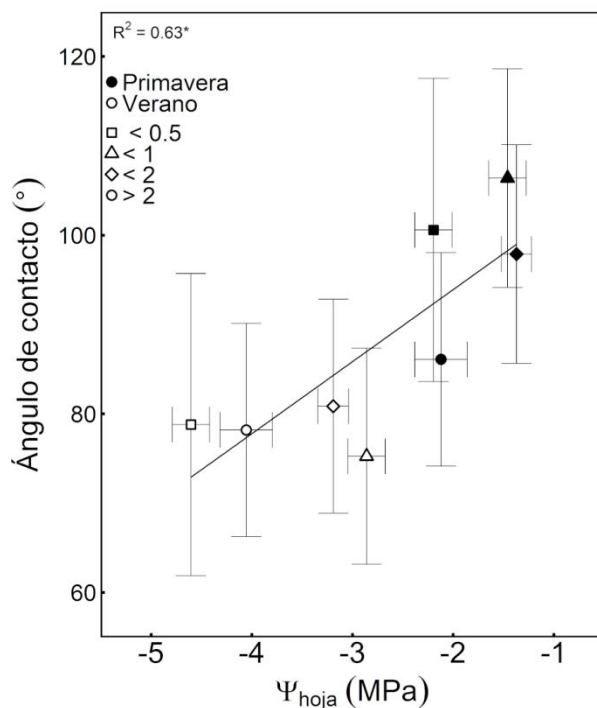 R² = 0.63*
Primavera
Verano
< 0.5
< 1
< 2
> 2
120
100
80
60
Ángulo de contacto (°)
-5 -4 -3 -2 -1
Ψhoja (MPa)